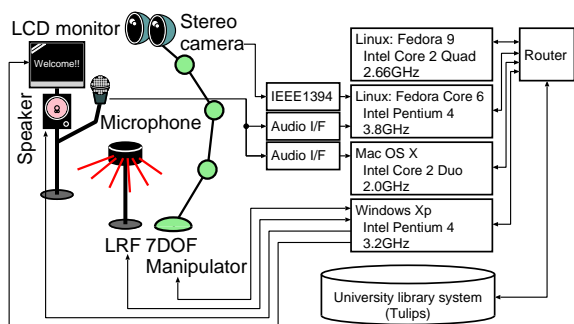 LCD monitor
Stereo
camera
Welcome!!
Speaker
Microphone
LRF
7DOF
Manipulator
IEEE1394
Audio I/F
Audio I/F
Linux: Fedora 9
Intel Core 2 Quad
2.66GHz
Linux: Fedora Core 6
Intel Pentium 4
3.8GHz
Mac OS X
Intel Core 2 Duo
2.0GHz
Windows Xp
Intel Pentium 4
3.2GHz
Router
University library system
(Tulips)